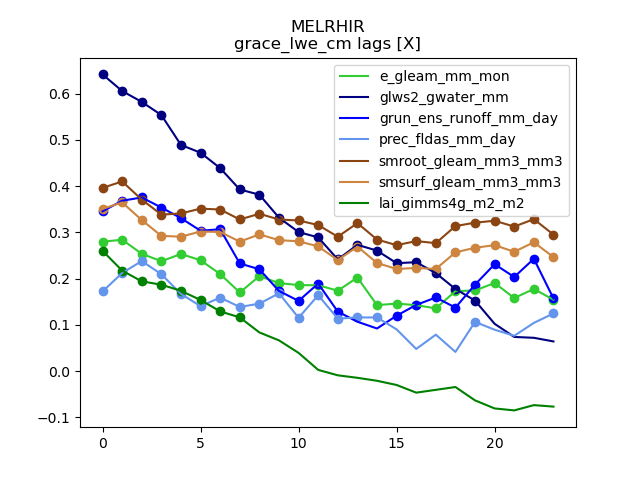 MELRHIR
grace_lwe_cm lags [X]
e_gleam_mm_mon
glws2_gwater_mm
grun_ens_runoff_mm_day
prec_fldas_mm_day
smroot_gleam_mm3_mm3
smsurf_gleam_mm3_mm3
lai_gimms4g_m2_m2
0.6
0.5
0.4
0.3
0.2
0.1
0.0
−0.1
0 5 10 15 20